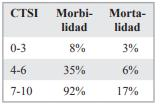 CTSI Morbi-
lidad Morta-
lidad
0-3 8% 3%
4-6 35% 6%
7-10 92% 17%